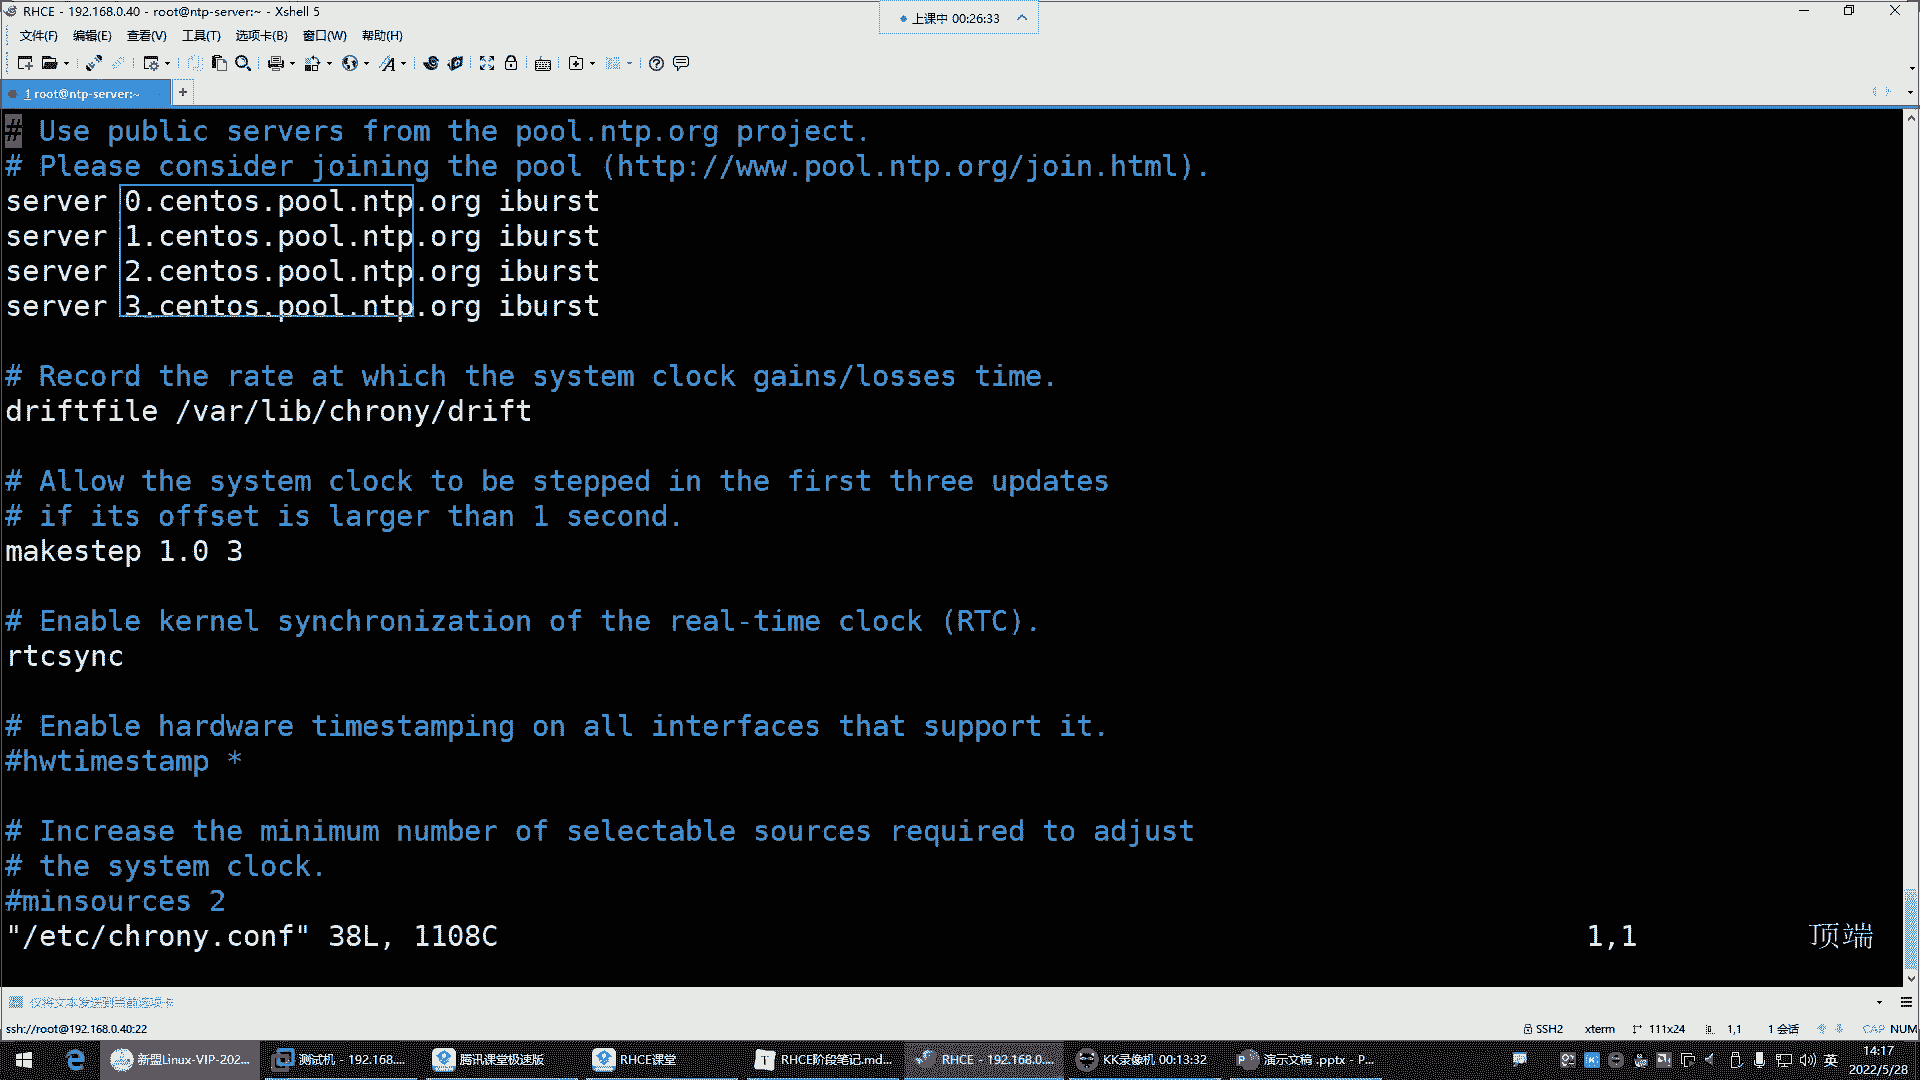 RHCE - 192.168.0.40 - root@ntp-server:~ - Xshell 5
上课中 00:26:33
文件(F) 编辑(E) 查看(V) 工具(T) 选项卡(B) 窗口(W) 帮助(H)
1 root@ntp-server:~
# Use public servers from the pool.ntp.org project.
# Please consider joining the pool (http://www.pool.ntp.org/join.html).
server 0.centos.pool.ntp.org iburst
server 1.centos.pool.ntp.org iburst
server 2.centos.pool.ntp.org iburst
server 3.centos.pool.ntp.org iburst
# Record the rate at which the system clock gains/losses time.
driftfile /var/lib/chrony/drift
# Allow the system clock to be stepped in the first three updates
# if its offset is larger than 1 second.
makestep 1.0 3
# Enable kernel synchronization of the real-time clock (RTC).
rtcsync
# Enable hardware timestamping on all interfaces that support it.
#hwtimestamp *
# Increase the minimum number of selectable sources required to adjust
# the system clock.
#minsources 2
"/etc/chrony.conf" 38L, 1108C 1,1 顶端
仅将文本发送到当前选项卡
ssh://root@192.168.0.40:22 SSH2 xterm 111x24 1,1 1 会话 CAP NUM
新盟Linux-VIP-202... 测试机 - 192.168.... 腾讯课堂极速版 RHCE课堂 RHCE阶段笔记.md... RHCE - 192.168.0.... KK录像机 00:13:32 演示文稿 .pptx - P... 英 14:17
2022/5/28